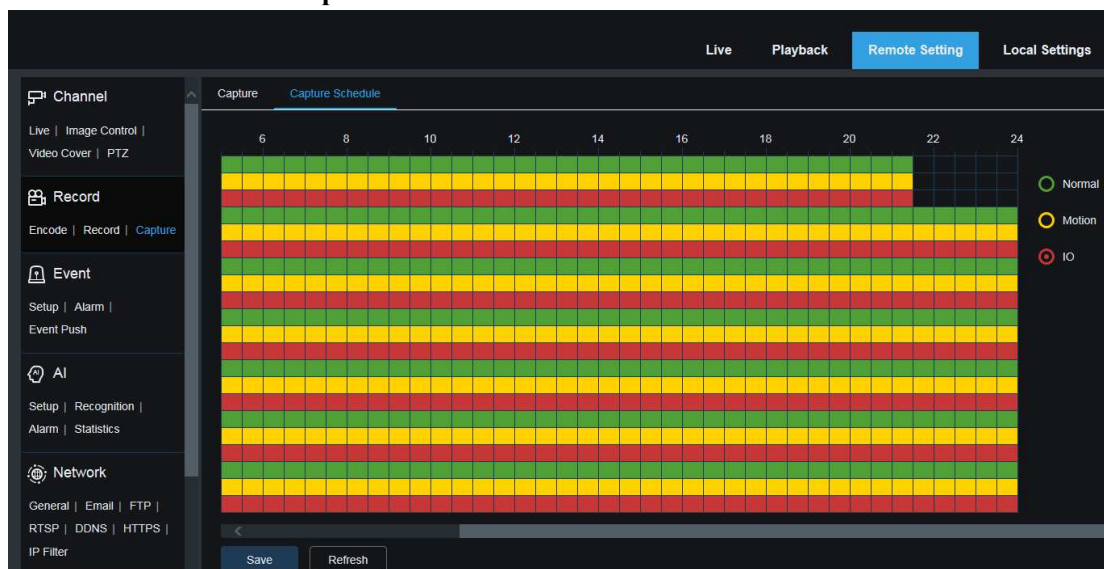 Live Playback Remote Setting Local Settings
Channel
Live | Image Control |
Video Cover | PTZ
Record
Encode | Record | Capture
Event
Setup | Alarm |
Event Push
AI
Setup | Recognition |
Alarm | Statistics
Network
General | Email | FTP |
RTSP | DDNS | HTTPS |
IP Filter
Capture Capture Schedule
6 8 10 12 14 16 18 20 22 24
Normal
Motion
IO
Save Refresh